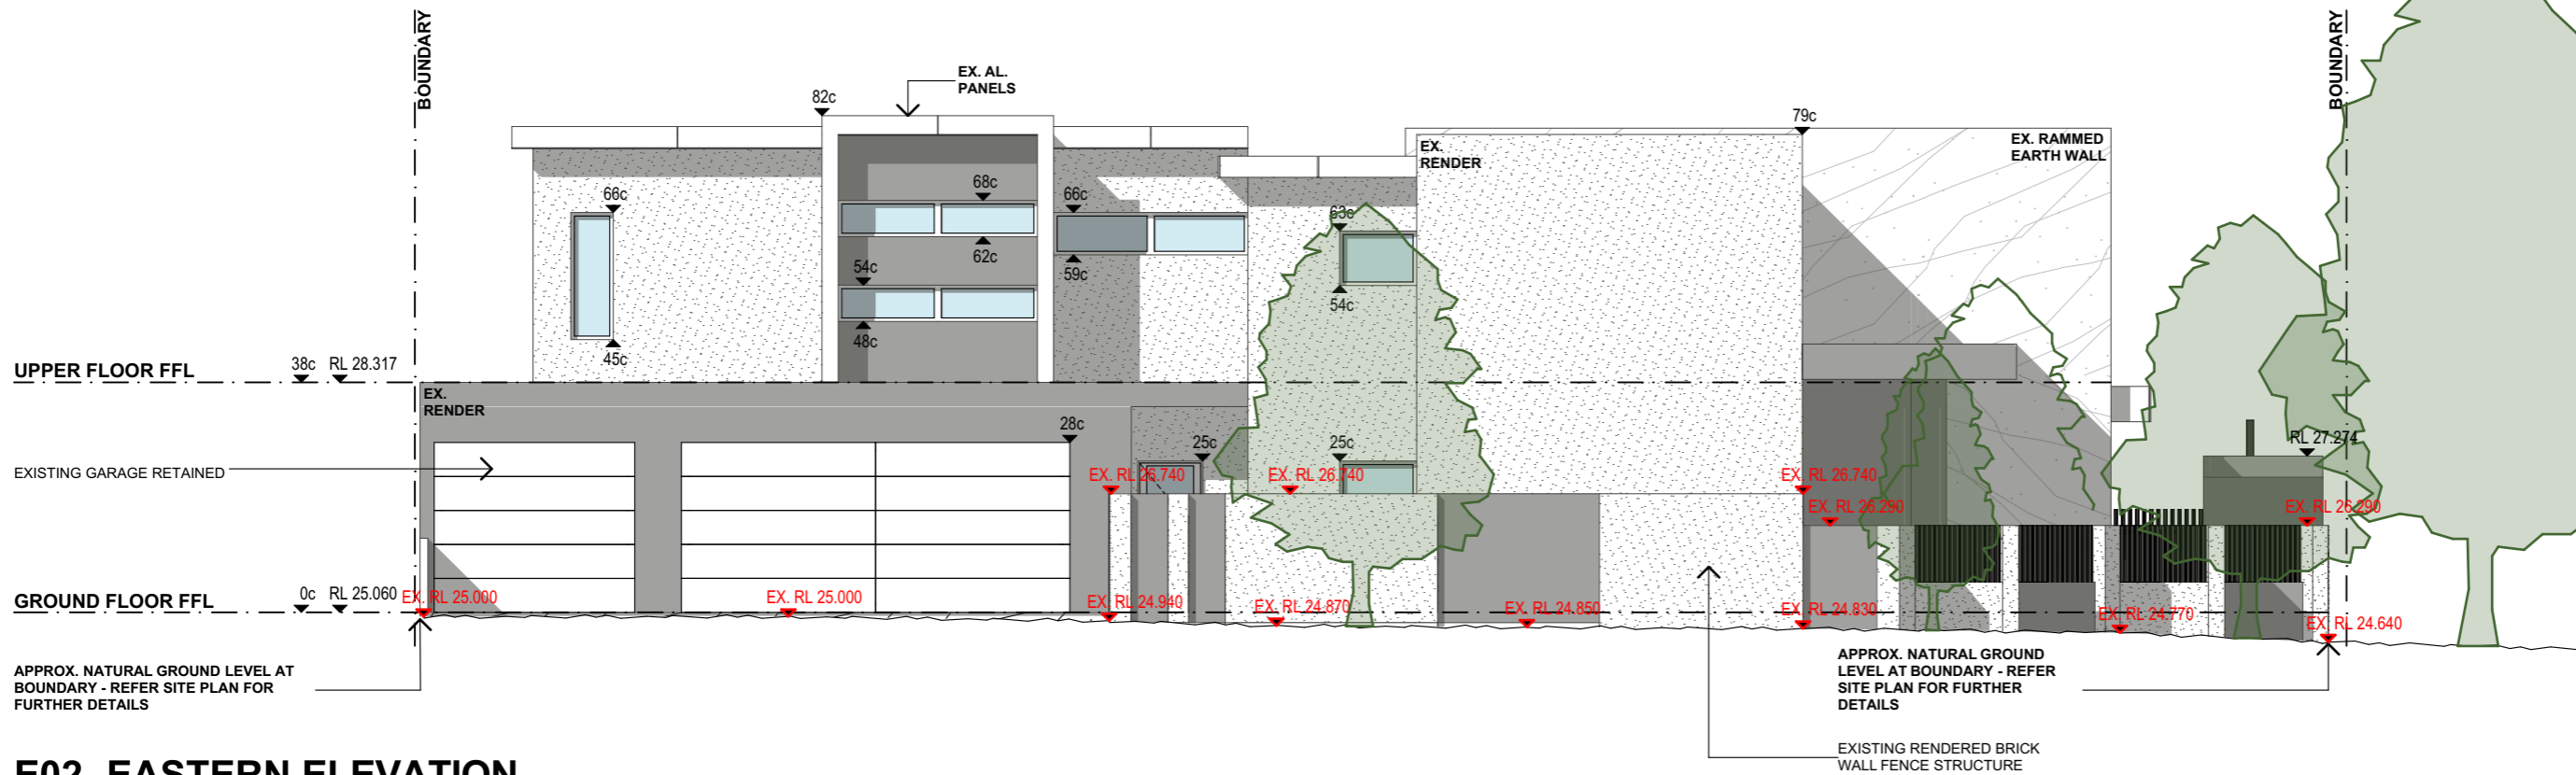 BOUNDARY
BOUNDARY
EX. AL.
PANELS
82c
79c
EX.
RENDER
EX. RAMMED
EARTH WALL
66c
68c
66c
63c
62c
59c
54c
54c
48c
45c
UPPER FLOOR FFL
38c RL 28.317
EX.
RENDER
28c
25c
25c
RL 27.274
EXISTING GARAGE RETAINED
EX. RL 26.740
EX. RL 26.740
EX. RL 26.740
EX. RL 26.290
EX. RL 26.290
GROUND FLOOR FFL
0c RL 25.060
EX. RL 25.000
EX. RL 25.000
EX. RL 24.940
EX. RL 24.870
EX. RL 24.850
EX. RL 24.830
EX. RL 24.770
EX. RL 24.640
APPROX. NATURAL GROUND LEVEL AT
BOUNDARY - REFER SITE PLAN FOR
FURTHER DETAILS
APPROX. NATURAL GROUND
LEVEL AT BOUNDARY - REFER
SITE PLAN FOR FURTHER
DETAILS
EXISTING RENDERED BRICK
WALL FENCE STRUCTURE
E02 EASTERN ELEVATION